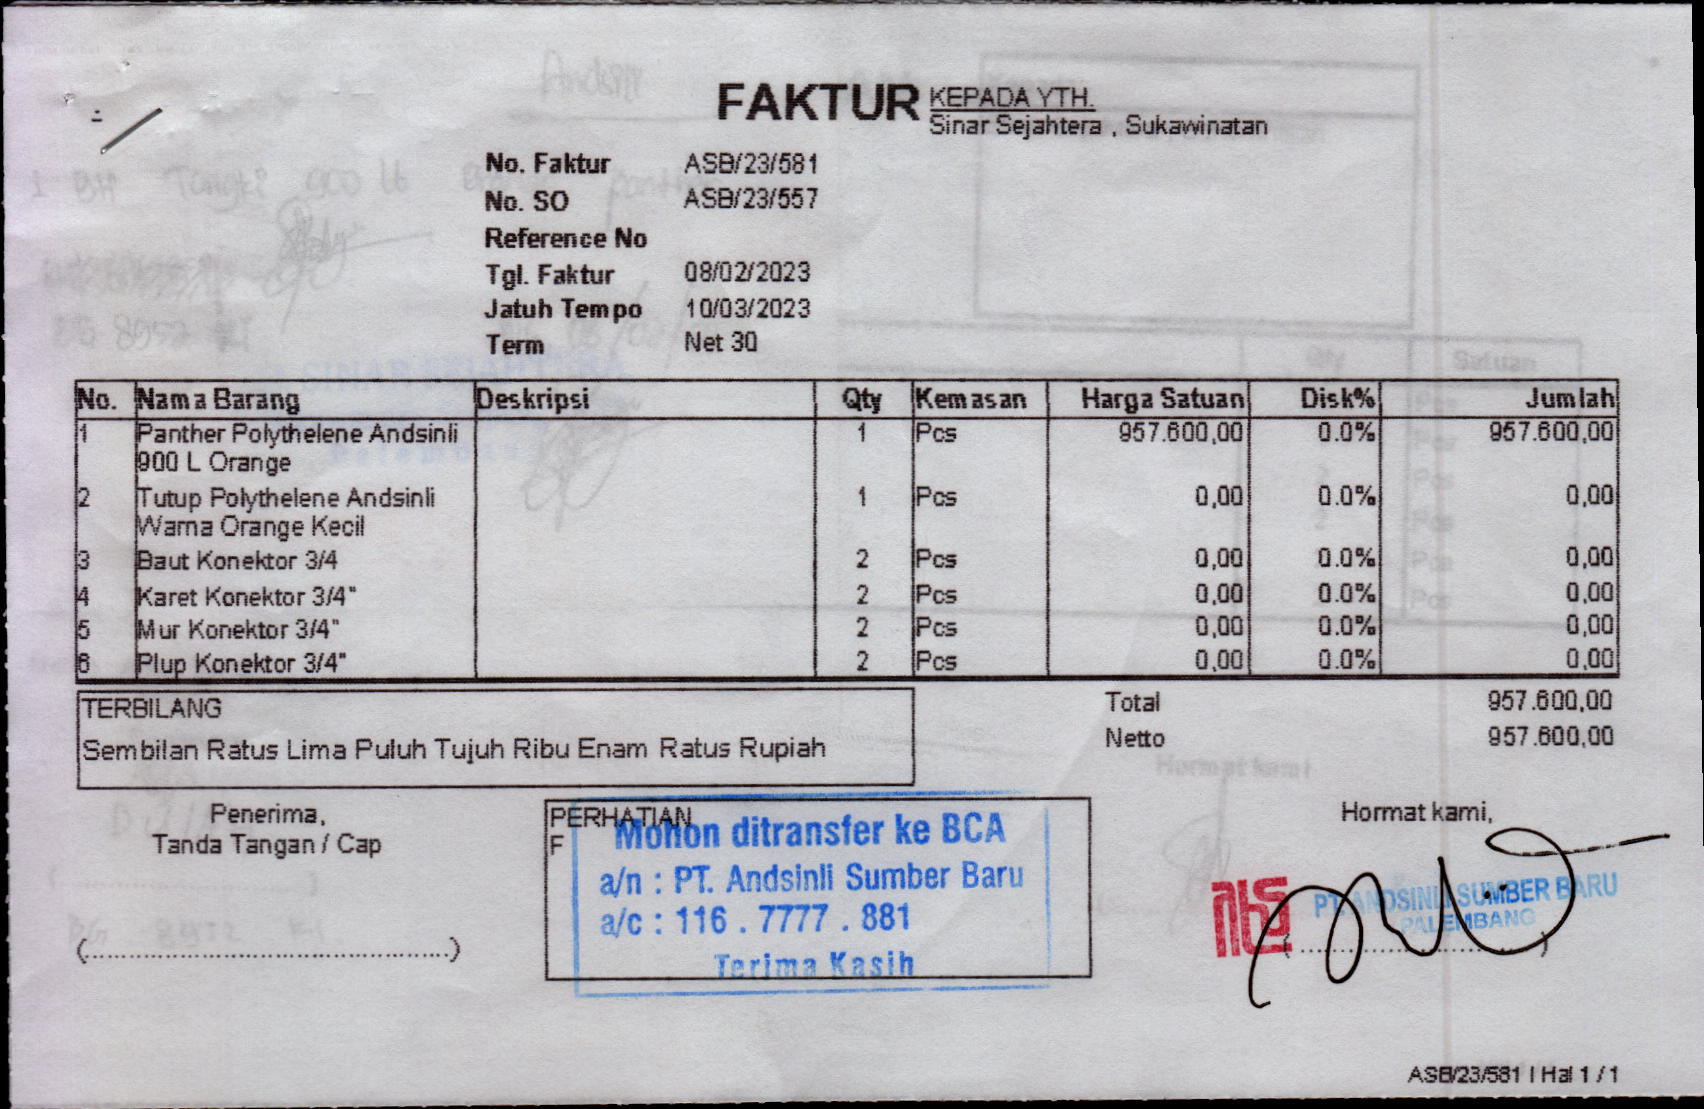 FAKTUR
KEPADA YTH.
Sinar Sejahtera , Sukawinatan
No. Faktur ASB/23/581
No. SO ASB/23/557
Reference No
Tgl. Faktur 08/02/2023
Jatuh Tempo 10/03/2023
Term Net 30
No. Nama Barang Deskripsi Qty Kemasan Harga Satuan Disk% Jumlah
1 Panther Polythelene Andsinli 1 Pcs 957.600,00 0.0% 957.600,00
900 L Orange
2 Tutup Polythelene Andsinli 1 Pcs 0,00 0.0% 0,00
Warna Orange Kecil
3 Baut Konektor 3/4 2 Pcs 0,00 0.0% 0,00
4 Karet Konektor 3/4" 2 Pcs 0,00 0.0% 0,00
5 Mur Konektor 3/4" 2 Pcs 0,00 0.0% 0,00
6 Plup Konektor 3/4" 2 Pcs 0,00 0.0% 0,00
TERBILANG
Sembilan Ratus Lima Puluh Tujuh Ribu Enam Ratus Rupiah
Total 957.600,00
Netto 957.600,00
Penerima,
Tanda Tangan / Cap
(..................................................)
PERHATIAN
F
Mohon ditransfer ke BCA
a/n : PT. Andsinli Sumber Baru
a/c : 116 . 7777 . 881
Terima Kasih
Hormat kami,
PT. ANDSINLI SUMBER BARU
PALEMBANG
ASB/23/581 | Hal 1 / 1